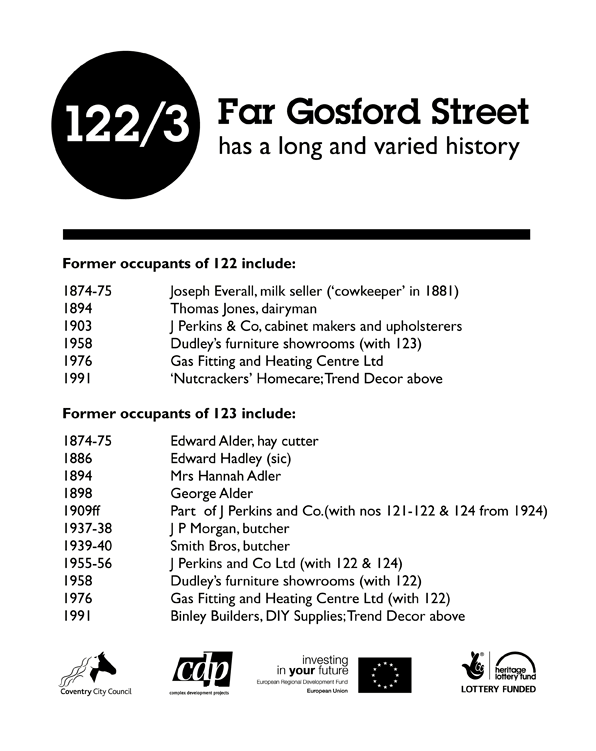 122/3
Far Gosford Street
has a long and varied history
Former occupants of 122 include:
1874-75 Joseph Everall, milk seller (‘cowkeeper’ in 1881)
1894 Thomas Jones, dairyman
1903 J Perkins & Co, cabinet makers and upholsterers
1958 Dudley’s furniture showrooms (with 123)
1976 Gas Fitting and Heating Centre Ltd
1991 ‘Nutcrackers’ Homecare; Trend Decor above
Former occupants of 123 include:
1874-75 Edward Alder, hay cutter
1886 Edward Hadley (sic)
1894 Mrs Hannah Adler
1898 George Alder
1909ff Part of J Perkins and Co.(with nos 121-122 & 124 from 1924)
1937-38 J P Morgan, butcher
1939-40 Smith Bros, butcher
1955-56 J Perkins and Co Ltd (with 122 & 124)
1958 Dudley’s furniture showrooms (with 122)
1976 Gas Fitting and Heating Centre Ltd (with 122)
1991 Binley Builders, DIY Supplies; Trend Decor above
Coventry City Council
cdp
complex development projects
investing
in your future
European Regional Development Fund
European Union
heritage
lottery fund
LOTTERY FUNDED